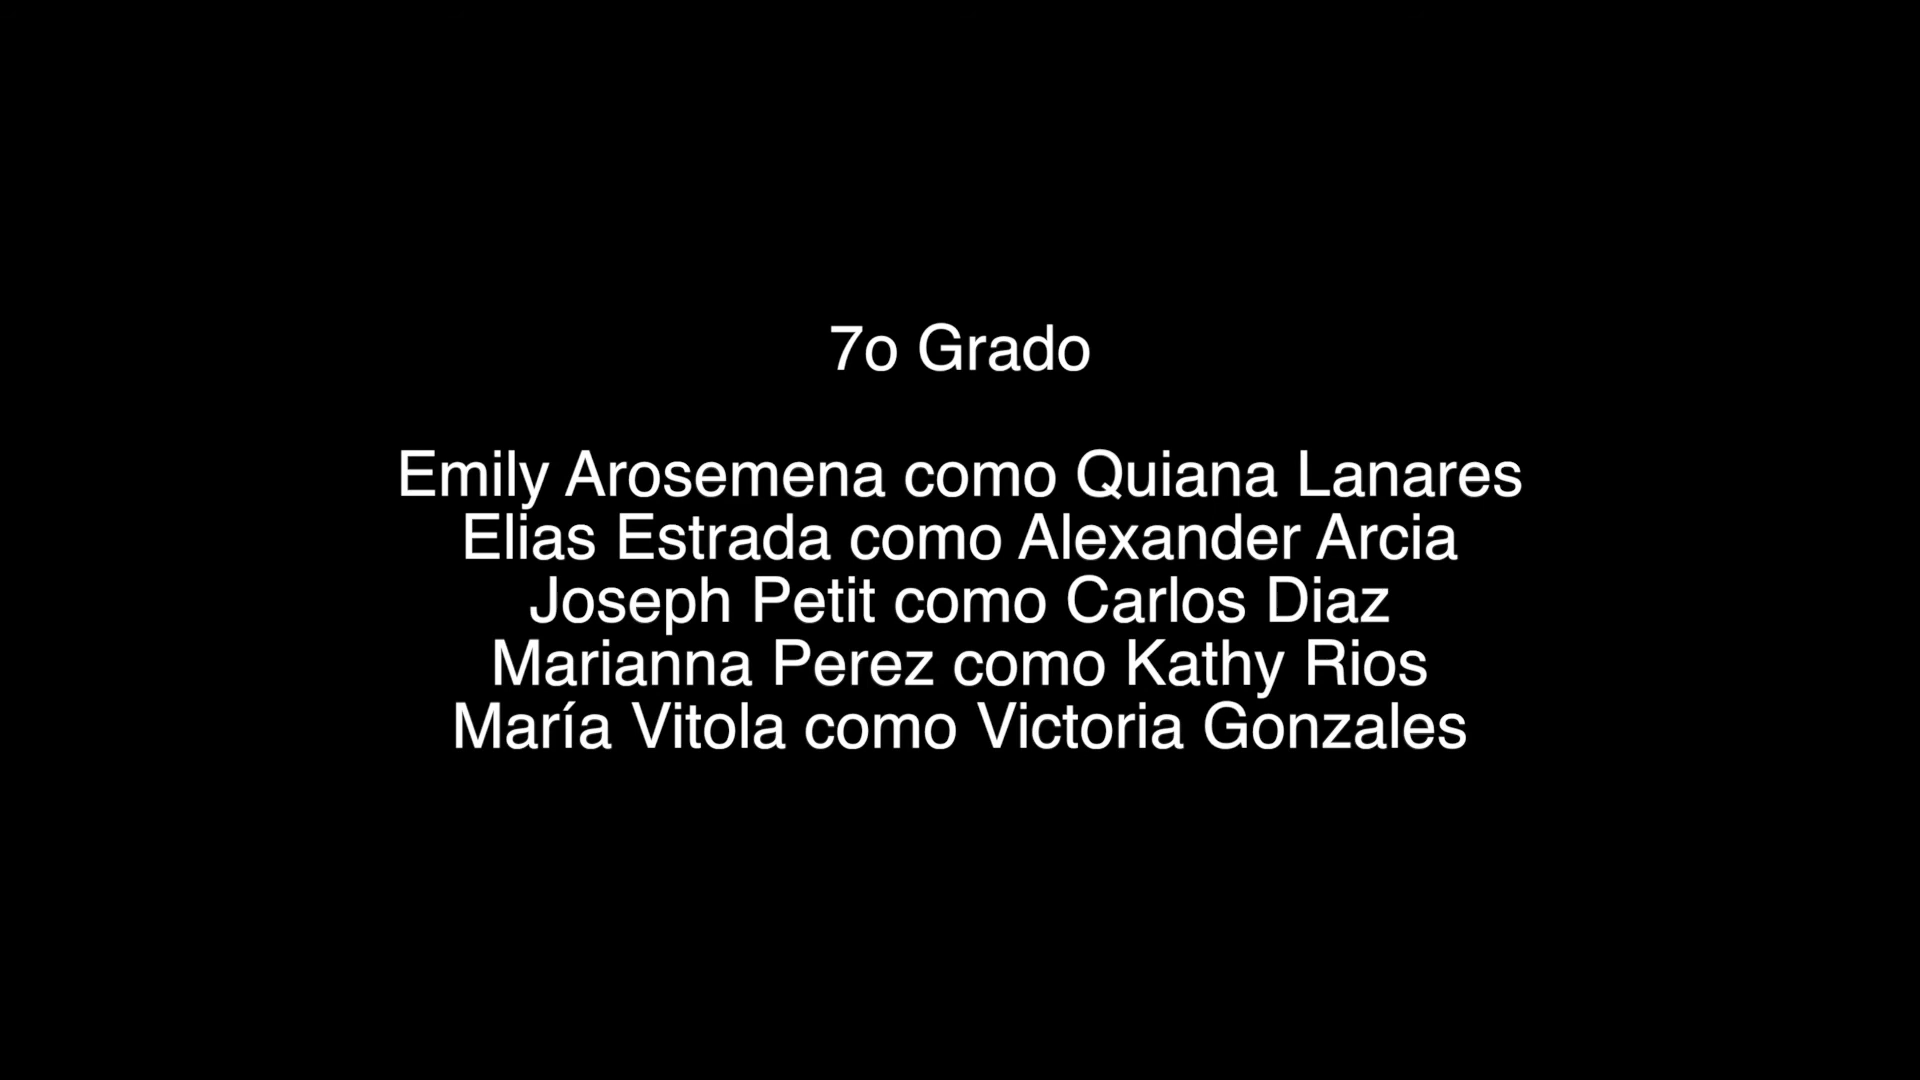 7o Grado
Emily Arosemena como Quiana Lanares
Elias Estrada como Alexander Arcia
Joseph Petit como Carlos Diaz
Marianna Perez como Kathy Rios
María Vitola como Victoria Gonzales